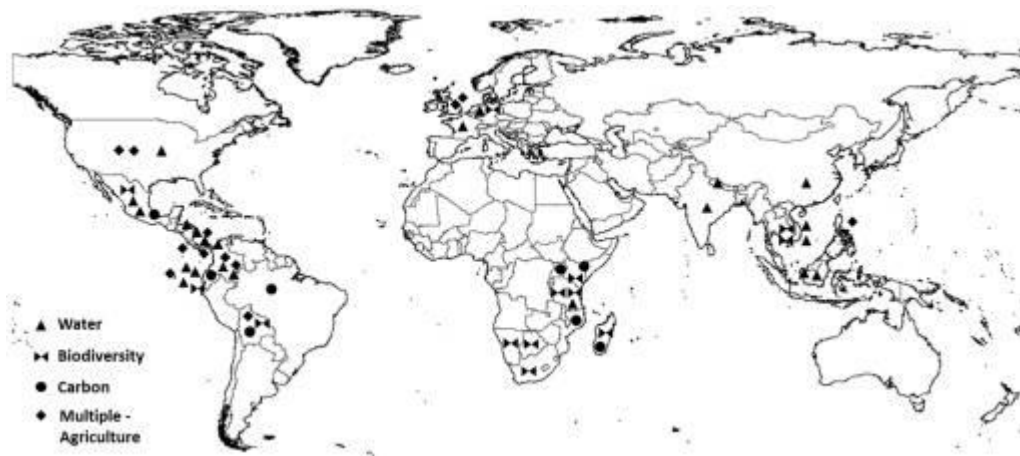 Water
Biodiversity
Carbon
Multiple -
Agriculture